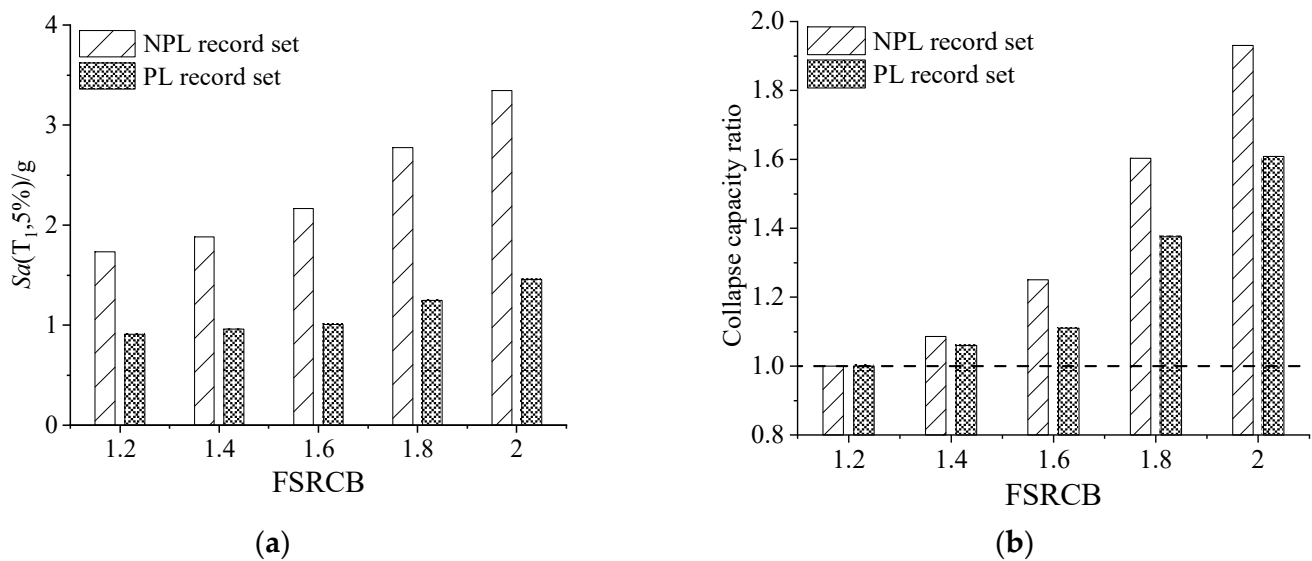 4
3
2
1
0
Sa(T₁,5%)/g
NPL record set
PL record set
1.2 1.4 1.6 1.8 2
FSRCB
(a)
2.0
1.8
1.6
1.4
1.2
1.0
0.8
Collapse capacity ratio
NPL record set
PL record set
1.2 1.4 1.6 1.8 2
FSRCB
(b)